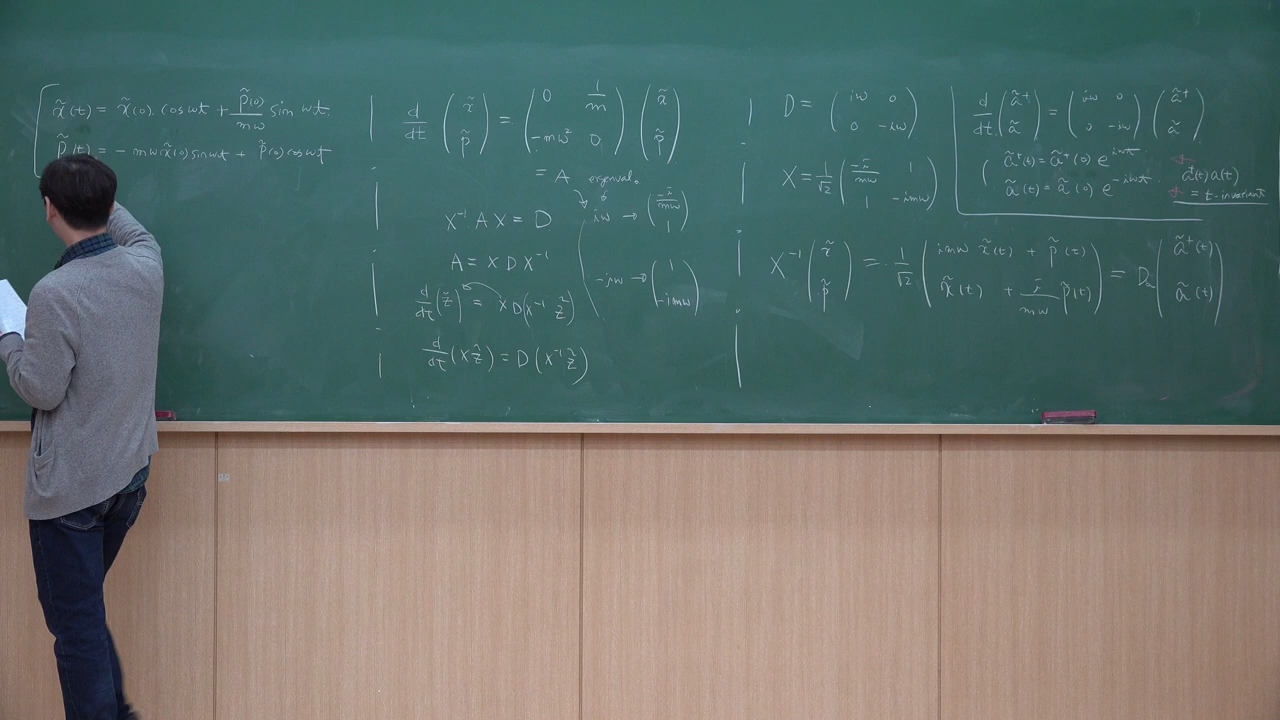 x̃(t) = x̃(0) cos ωt + p̃(0)/mω sin ωt.
p̃(t) = − mω x̃(0) sin ωt + p̃(0) cos ωt
d/dt ( x̃ ; p̃ ) = ( 0 1/m ; −mω² 0 ) ( x̃ ; p̃ )
= A eigenval.
iω → ( −i/mω ; 1 )
X⁻¹ A X = D
A = X D X⁻¹
−iω → ( 1 ; −imω )
d/dt ( z̃ ) = X D ( X⁻¹ z̃ )
d/dt ( X z̃ ) = D ( X⁻¹ z̃ )
D = ( iω 0 ; 0 −iω )
X = 1/√2 ( −i/mω 1 ; 1 −imω )
d/dt ( ㅤã† ; ã ) = ( iω 0 ; 0 −iω ) ( ã† ; ã )
ㆍã†(t) = ã†(0) e^{iωt}
ã(t) = ã(0) e^{−iωt}
a†(t) a(t)
= t-invariant
X⁻¹ ( x̃ ; p̃ ) = 1/√2 ( imω x̃(t) + p̃(t) ; x̃(t) + i/mω p̃(t) ) = D ( ã†(t) ; ã(t) )